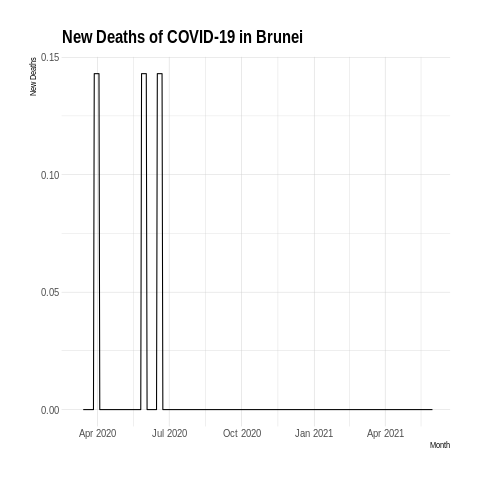 New Deaths of COVID-19 in Brunei
New Deaths
0.15
0.10
0.05
0.00
Apr 2020 Jul 2020 Oct 2020 Jan 2021 Apr 2021
Month